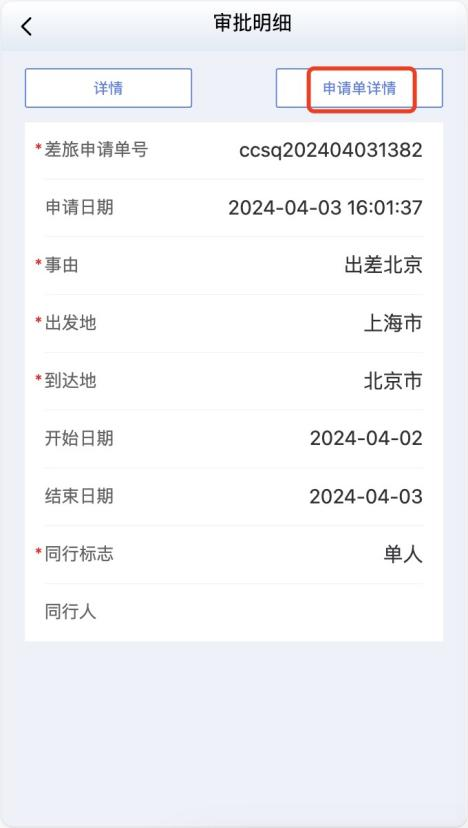 审批明细
详情 申请单详情
*差旅申请单号 ccsq202404031382
申请日期 2024-04-03 16:01:37
*事由 出差北京
*出发地 上海市
*到达地 北京市
开始日期 2024-04-02
结束日期 2024-04-03
*同行标志 单人
同行人